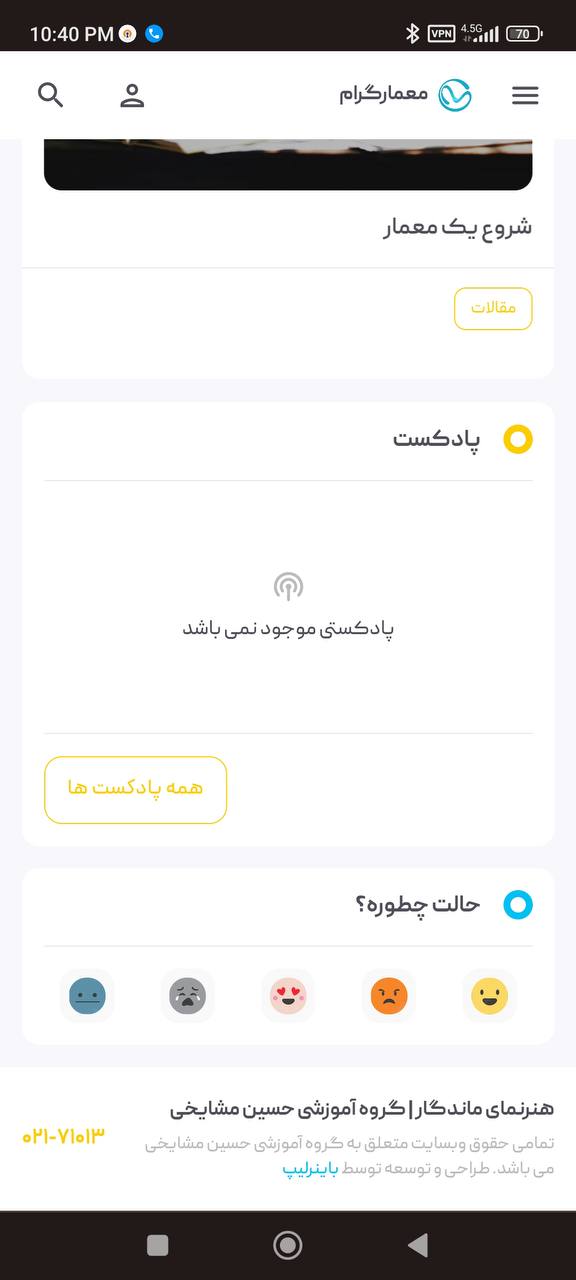 10:40 PM
VPN
4.5G
70
معمارگرام
شروع یک معمار
مقالات
پادکست
پادکستی موجود نمی باشد
همه پادکست ها
حالت چطوره؟
هنرنمای ماندگار | گروه آموزشی حسین مشایخی
تمامی حقوق وبسایت متعلق به گروه آموزشی حسین مشایخی
می باشد. طراحی و توسعه توسط باینرلیپ
۰۲۱-۷۱۰۱۳